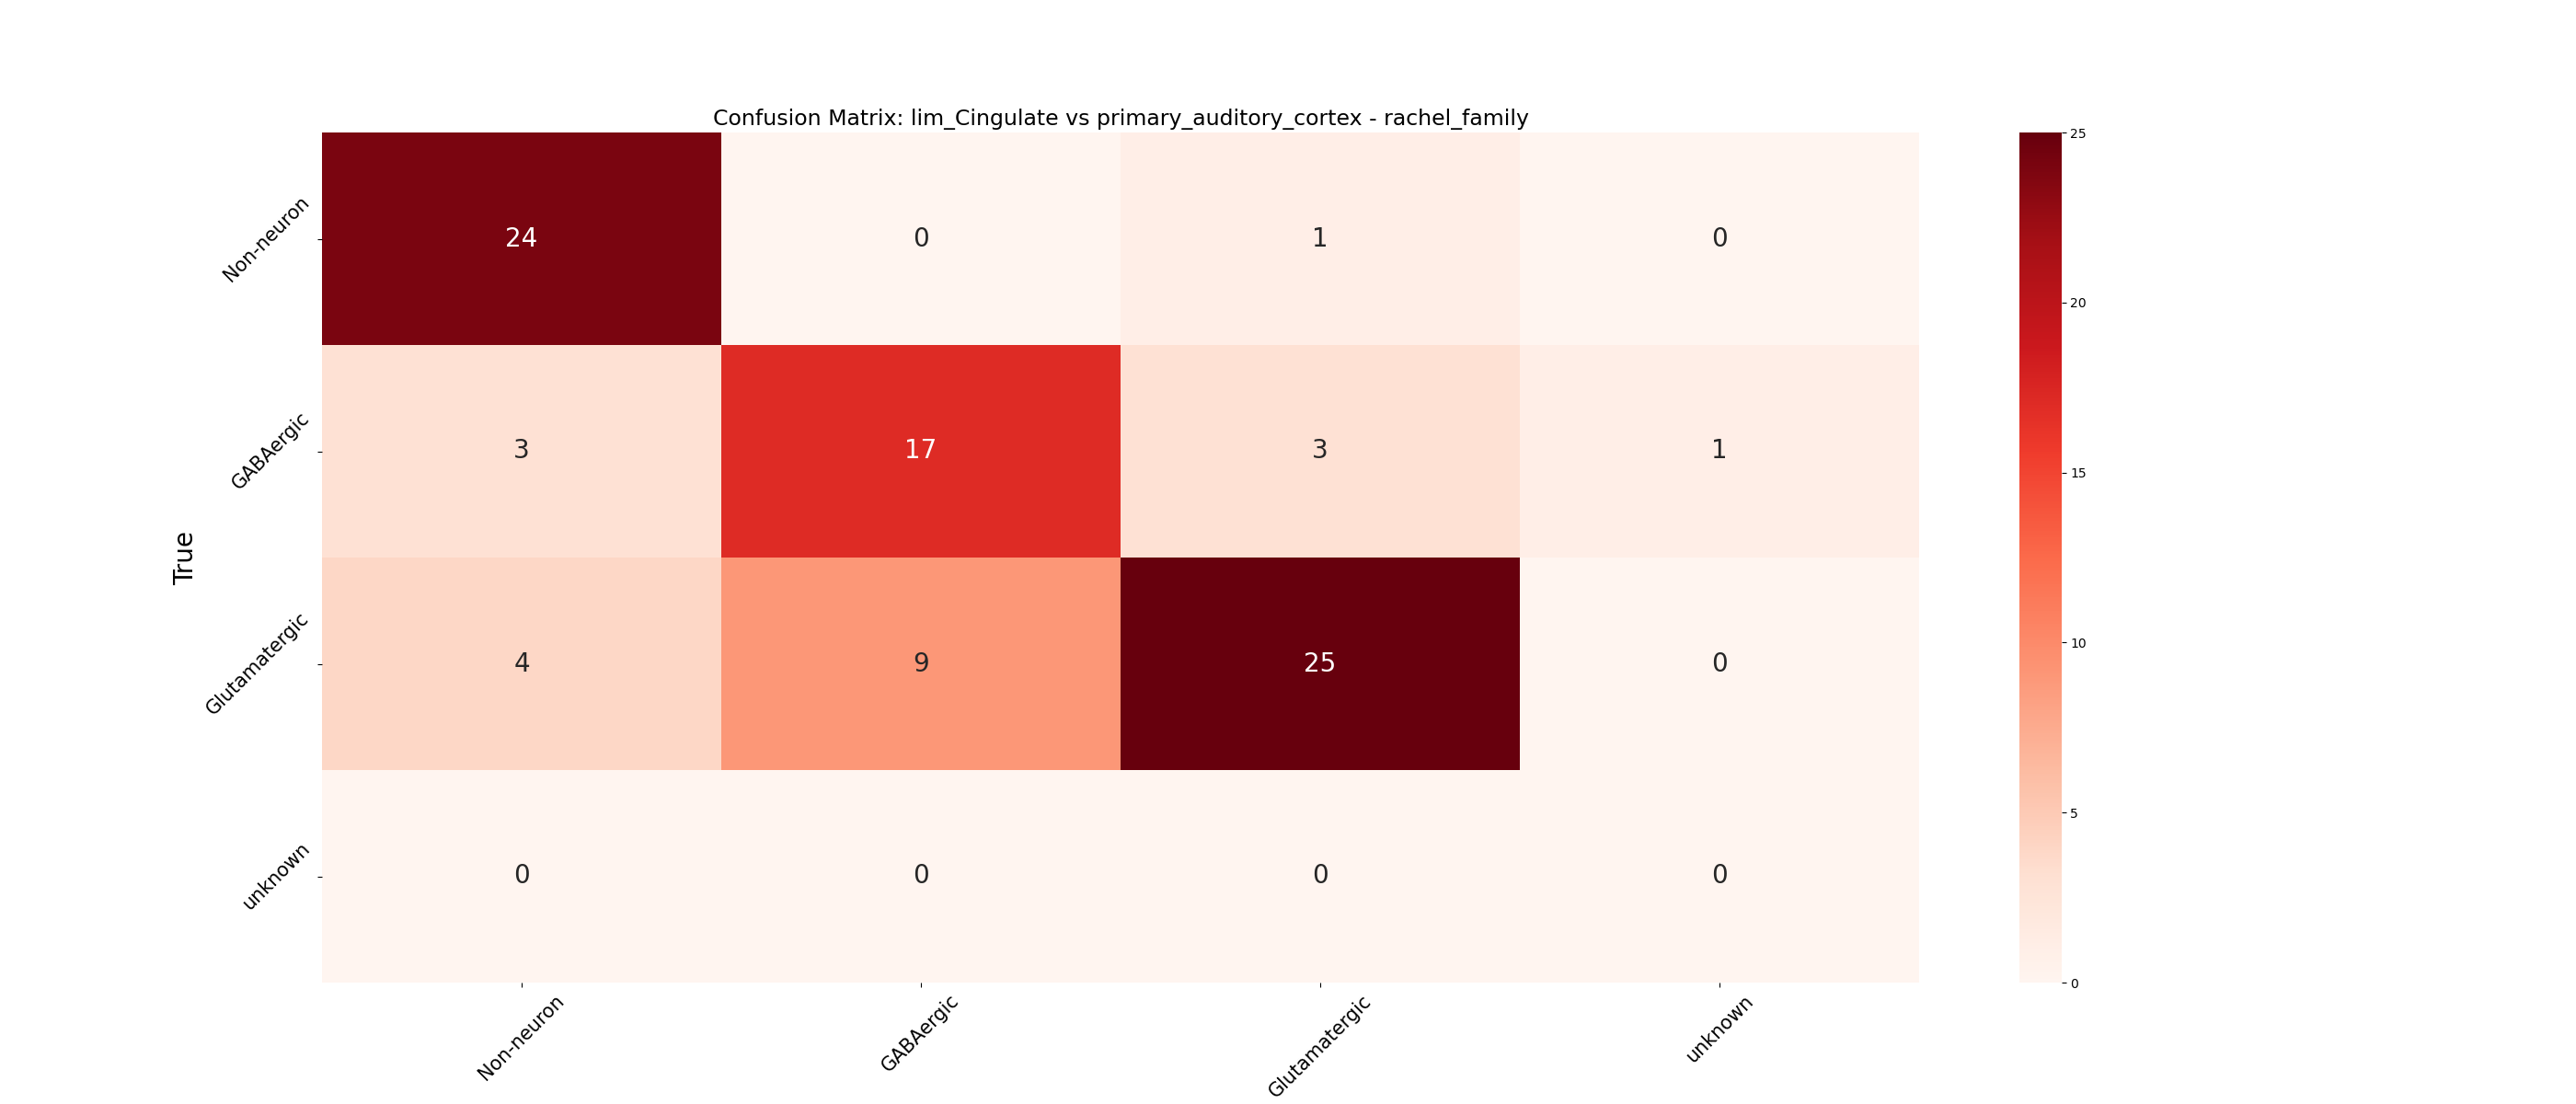 Confusion Matrix: lim_Cingulate vs primary_auditory_cortex - rachel_family
True
Non-neuron 24 0 1 0
GABAergic 3 17 3 1
Glutamatergic 4 9 25 0
unknown 0 0 0 0
Non-neuron GABAergic Glutamatergic unknown
25
20
15
10
5
0